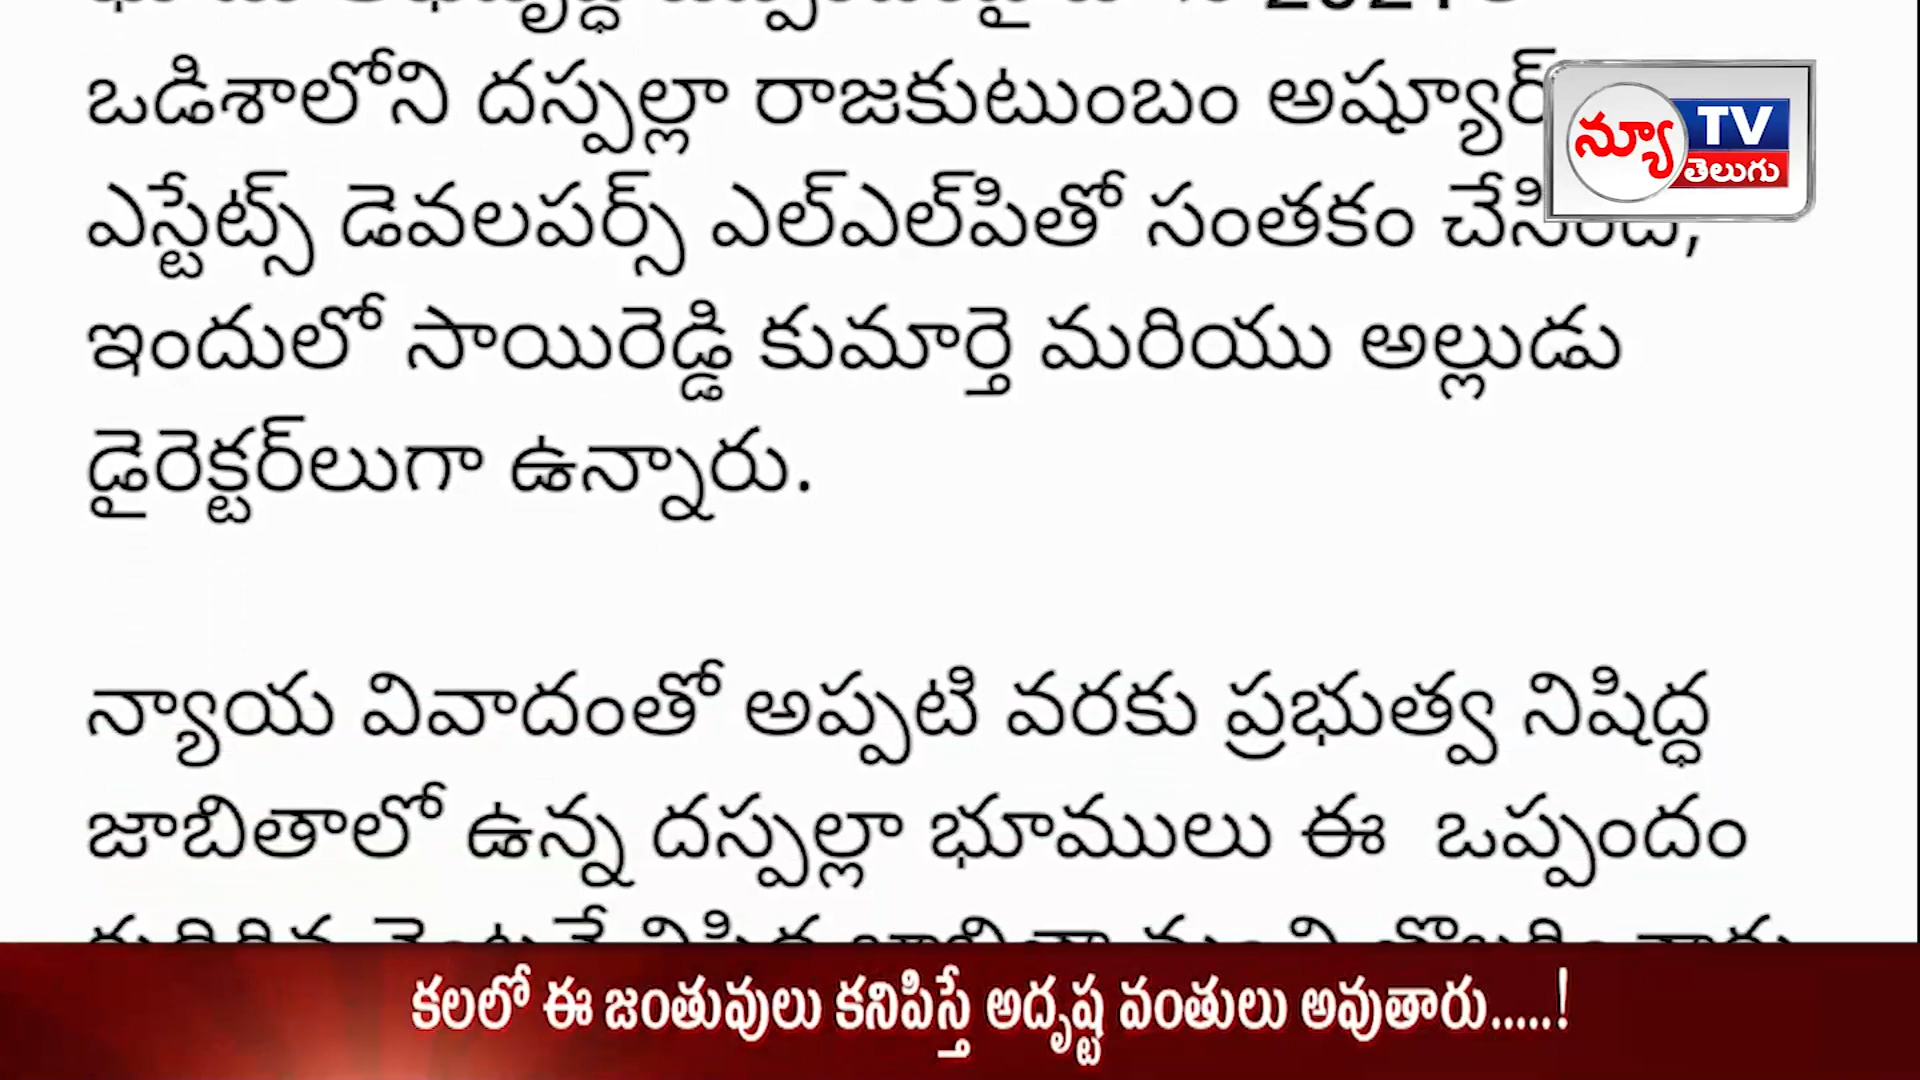 2021లో
ఒడిశాలోని దస్పల్లా రాజకుటుంబం అష్యూర్
ఎస్టేట్స్ డెవలపర్స్ ఎల్ఎల్‌పితో సంతకం చేసింది,
ఇందులో సాయిరెడ్డి కుమార్తె మరియు అల్లుడు
డైరెక్టర్‌లుగా ఉన్నారు.
న్యాయ వివాదంతో అప్పటి వరకు ప్రభుత్వ నిషిద్ధ
జాబితాలో ఉన్న దస్పల్లా భూములు ఈ ఒప్పందం
న్యూ TV తెలుగు
కలలో ఈ జంతువులు కనిపిస్తే అదృష్ట వంతులు అవుతారు.....!